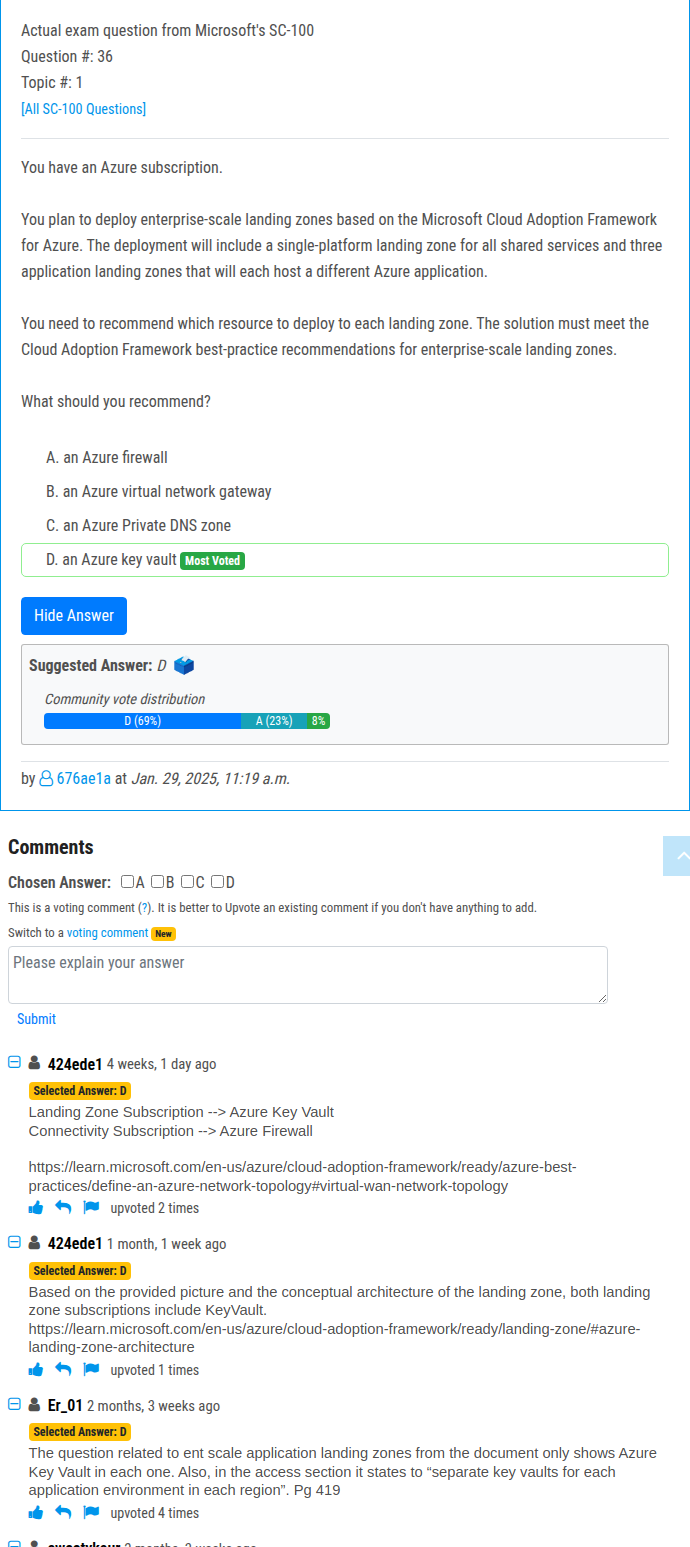 Actual exam question from Microsoft's SC-100
Question #: 36
Topic #: 1
[All SC-100 Questions]
You have an Azure subscription.
You plan to deploy enterprise-scale landing zones based on the Microsoft Cloud Adoption Framework
for Azure. The deployment will include a single-platform landing zone for all shared services and three
application landing zones that will each host a different Azure application.
You need to recommend which resource to deploy to each landing zone. The solution must meet the
Cloud Adoption Framework best-practice recommendations for enterprise-scale landing zones.
What should you recommend?
A. an Azure firewall
B. an Azure virtual network gateway
C. an Azure Private DNS zone
D. an Azure key vault Most Voted
Hide Answer
Suggested Answer: D
Community vote distribution
D (69%) A (23%) 8%
by 676ae1a at Jan. 29, 2025, 11:19 a.m.
Comments
Chosen Answer: A B C D
This is a voting comment (?). It is better to Upvote an existing comment if you don't have anything to add.
Switch to a voting comment New
Please explain your answer
Submit
424ede1 4 weeks, 1 day ago
Selected Answer: D
Landing Zone Subscription --> Azure Key Vault
Connectivity Subscription --> Azure Firewall
https://learn.microsoft.com/en-us/azure/cloud-adoption-framework/ready/azure-best-
practices/define-an-azure-network-topology#virtual-wan-network-topology
upvoted 2 times
424ede1 1 month, 1 week ago
Selected Answer: D
Based on the provided picture and the conceptual architecture of the landing zone, both landing
zone subscriptions include KeyVault.
https://learn.microsoft.com/en-us/azure/cloud-adoption-framework/ready/landing-zone/#azure-
landing-zone-architecture
upvoted 1 times
Er_01 2 months, 3 weeks ago
Selected Answer: D
The question related to ent scale application landing zones from the document only shows Azure
Key Vault in each one. Also, in the access section it states to “separate key vaults for each
application environment in each region”. Pg 419
upvoted 4 times